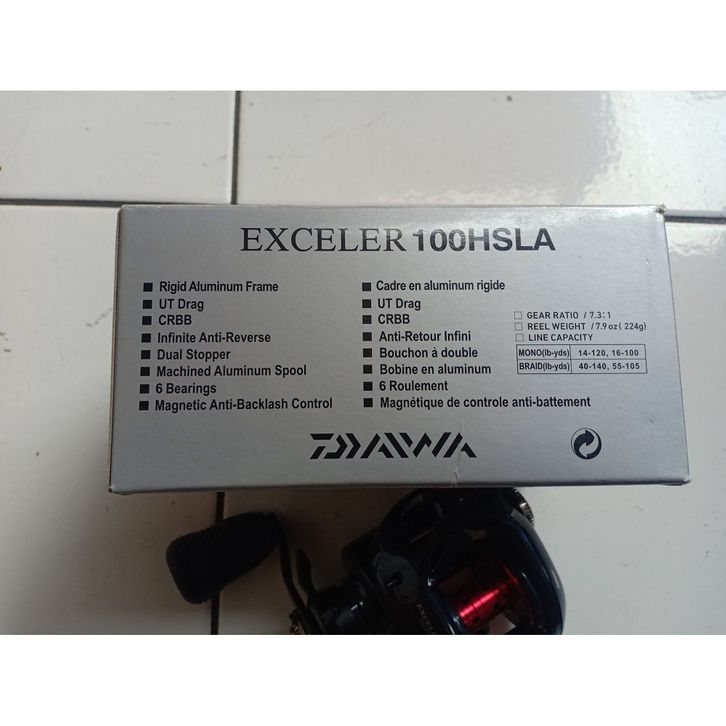 EXCELER 100HSLA
Rigid Aluminum Frame
UT Drag
CRBB
Infinite Anti-Reverse
Dual Stopper
Machined Aluminum Spool
6 Bearings
Magnetic Anti-Backlash Control
Cadre en aluminum rigide
UT Drag
CRBB
Anti-Retour Infini
Bouchon à double
Bobine en aluminum
6 Roulement
Magnètique de controle anti-battement
GEAR RATIO / 7.3:1
REEL WEIGHT / 7.9oz(224g)
LINE CAPACITY
MONO(lb-yds) 14-120, 16-100
BRAID(lb-yds) 40-140, 55-105
DAIWA